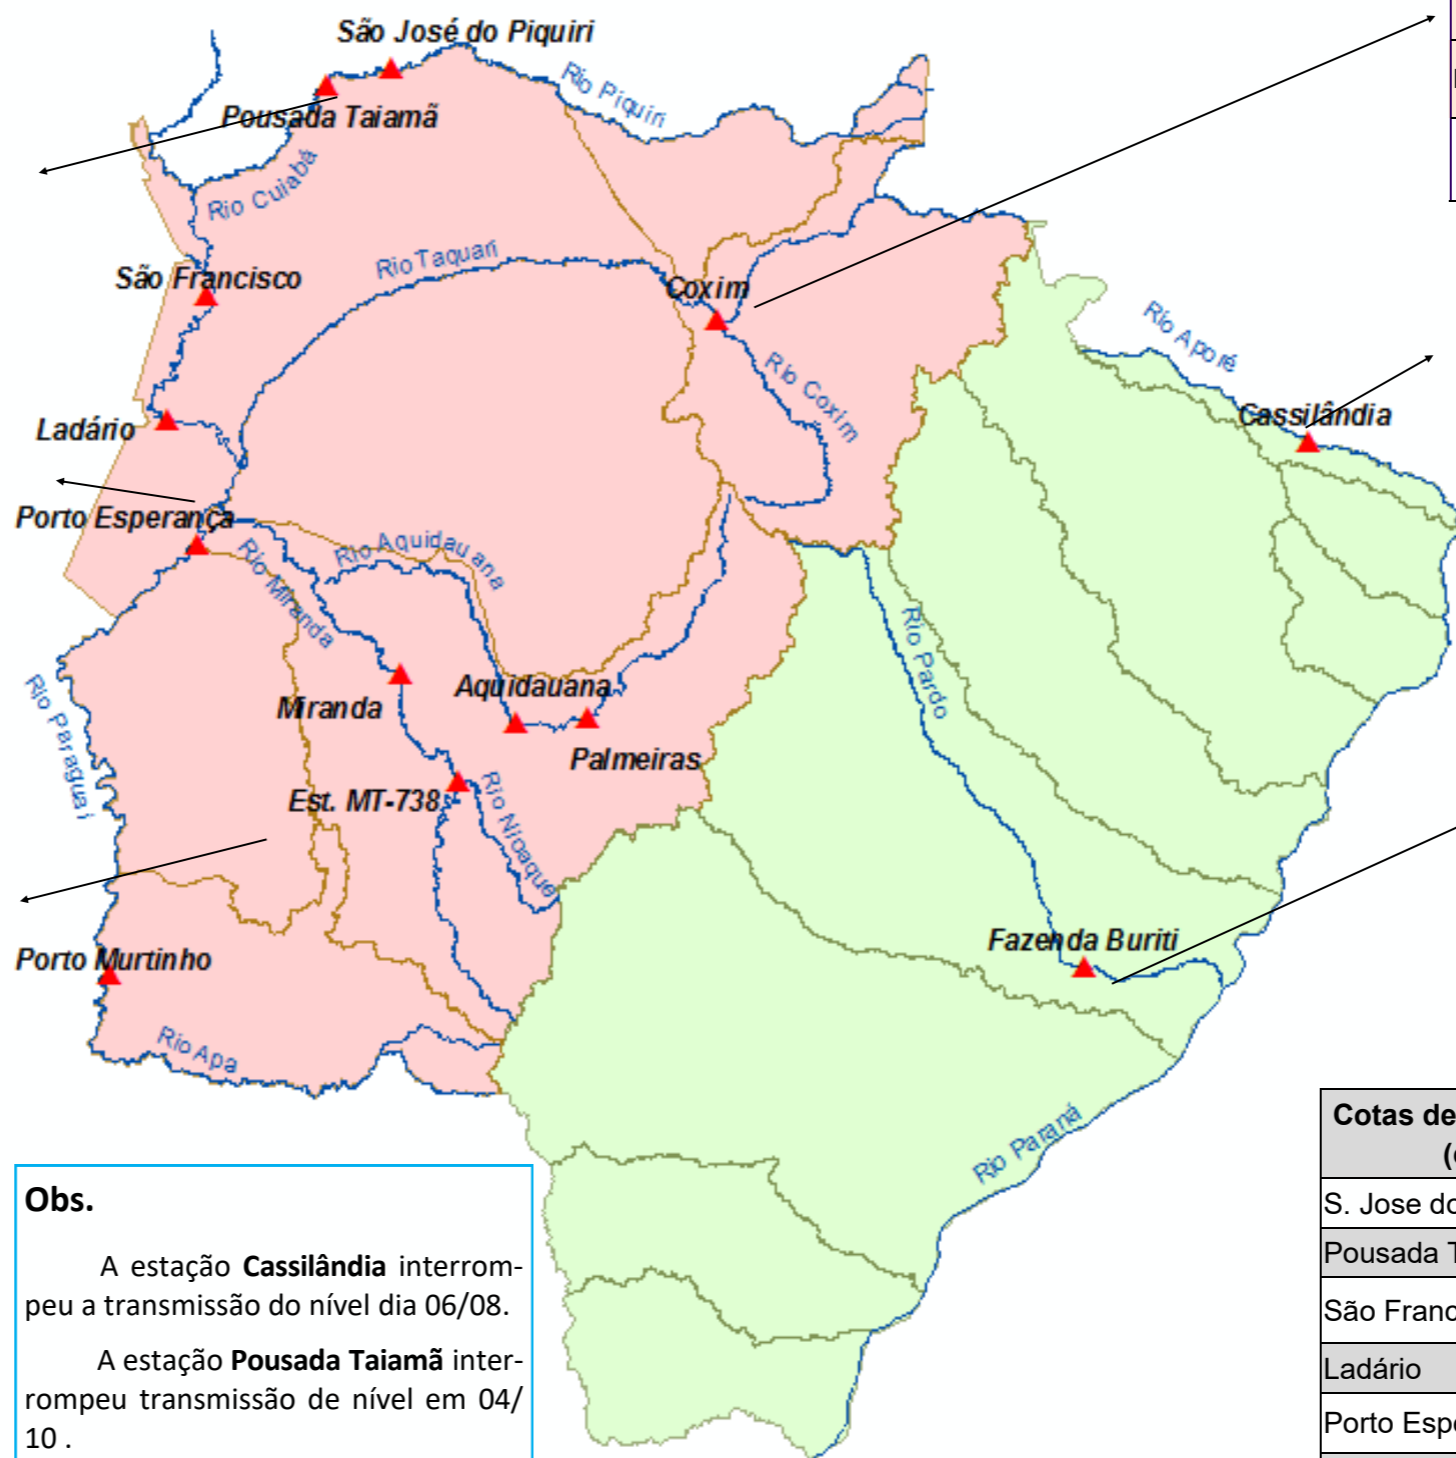 São José do Piquiri
Rio Piquiri
Pousada Taiamã
Rio Cuiabá
Rio Taquari
São Francisco
Coxim
Rio Aporé
Rio Coxim
Cassilândia
Ladário
Porto Esperança
Rio Aquidauana
Rio Miranda
Rio Pardo
Rio Paraguai
Aquidauana
Miranda
Palmeiras
Est. MT-738
Rio Nioaque
Fazenda Buriti
Porto Murtinho
Rio Apa
Rio Paraná
Obs.
A estação Cassilândia interrom-
peu a transmissão do nível dia 06/08.
A estação Pousada Taiamã inter-
rompeu transmissão de nível em 04/
10 .
Cotas de
S. Jose do
Pousada
São
Ladário
Porto